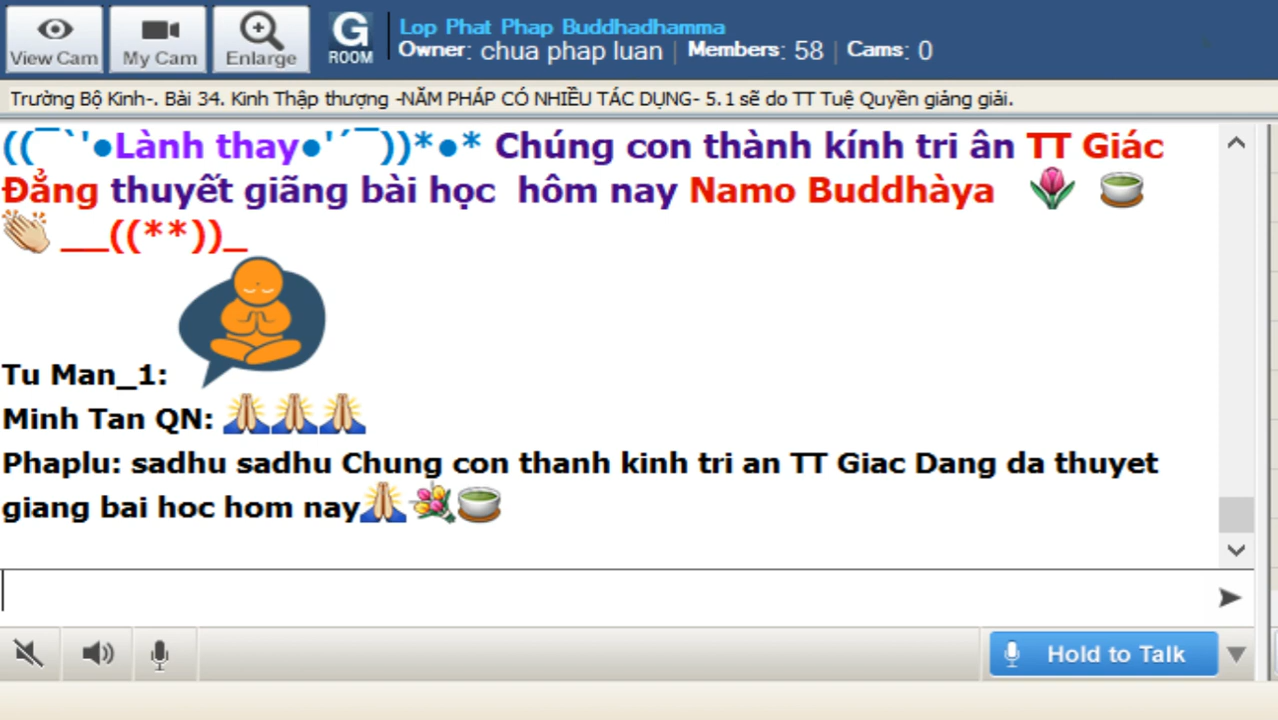 View Cam
My Cam
Enlarge
G
ROOM
Lop Phat Phap Buddhadhamma
Owner: chua phap luan | Members: 58 | Cams: 0
Trường Bộ Kinh-. Bài 34. Kinh Thập thượng -NĂM PHÁP CÓ NHIỀU TÁC DỤNG- 5.1 sẽ do TT Tuệ Quyền giảng giải.
((¯`'●Lành thay●'´¯))*●* Chúng con thành kính tri ân TT Giác
Đẳng thuyết giãng bài học hôm nay Namo Buddhàya
__((**))_
Tu Man_1:
Minh Tan QN:
Phaplu: sadhu sadhu Chung con thanh kinh tri an TT Giac Dang da thuyet
giang bai hoc hom nay
Hold to Talk